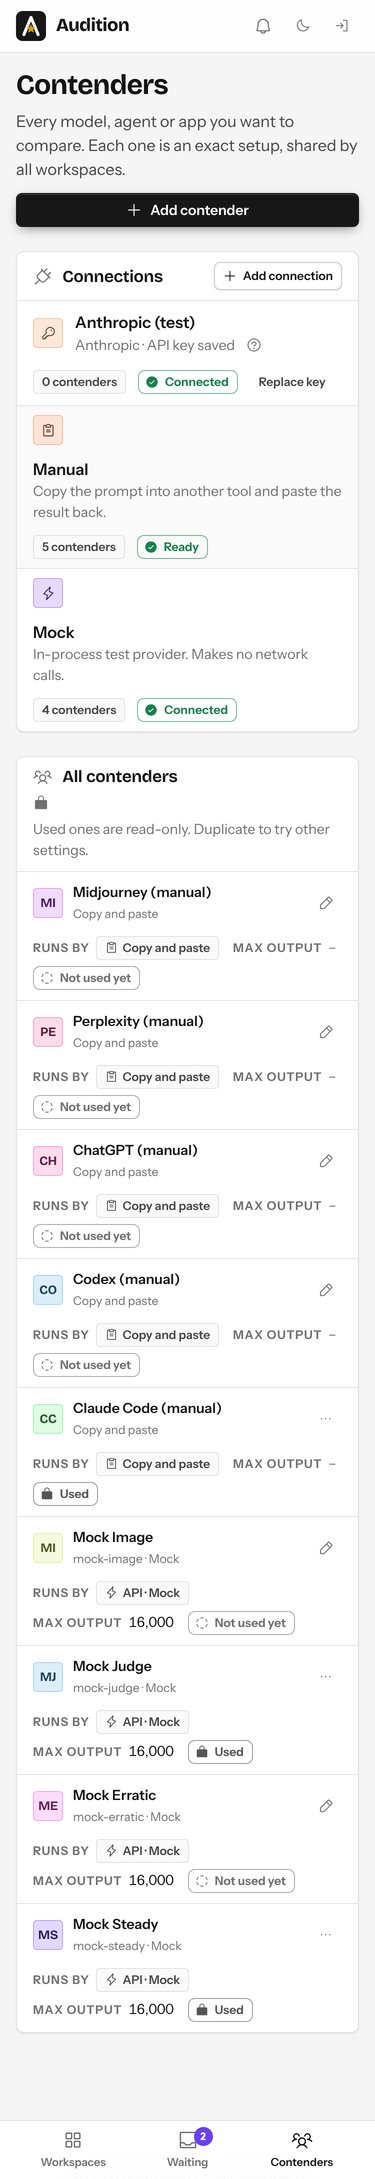 Audition
Contenders
Every model, agent or app you want to
compare. Each one is an exact setup, shared by
all workspaces.
+ Add contender
Connections
+ Add connection
Anthropic (test)
Anthropic · API key saved
0 contenders Connected Replace key
Manual
Copy the prompt into another tool and paste the
result back.
5 contenders Ready
Mock
In-process test provider. Makes no network
calls.
4 contenders Connected
All contenders
Used ones are read-only. Duplicate to try other
settings.
MI Midjourney (manual)
Copy and paste
RUNS BY Copy and paste MAX OUTPUT –
Not used yet
PE Perplexity (manual)
Copy and paste
RUNS BY Copy and paste MAX OUTPUT –
Not used yet
CH ChatGPT (manual)
Copy and paste
RUNS BY Copy and paste MAX OUTPUT –
Not used yet
CO Codex (manual)
Copy and paste
RUNS BY Copy and paste MAX OUTPUT –
Not used yet
CC Claude Code (manual)
Copy and paste
RUNS BY Copy and paste MAX OUTPUT –
Used
MI Mock Image
mock-image · Mock
RUNS BY API · Mock
MAX OUTPUT 16,000 Not used yet
MJ Mock Judge
mock-judge · Mock
RUNS BY API · Mock
MAX OUTPUT 16,000 Used
ME Mock Erratic
mock-erratic · Mock
RUNS BY API · Mock
MAX OUTPUT 16,000 Not used yet
MS Mock Steady
mock-steady · Mock
RUNS BY API · Mock
MAX OUTPUT 16,000 Used
2
Workspaces Waiting Contenders